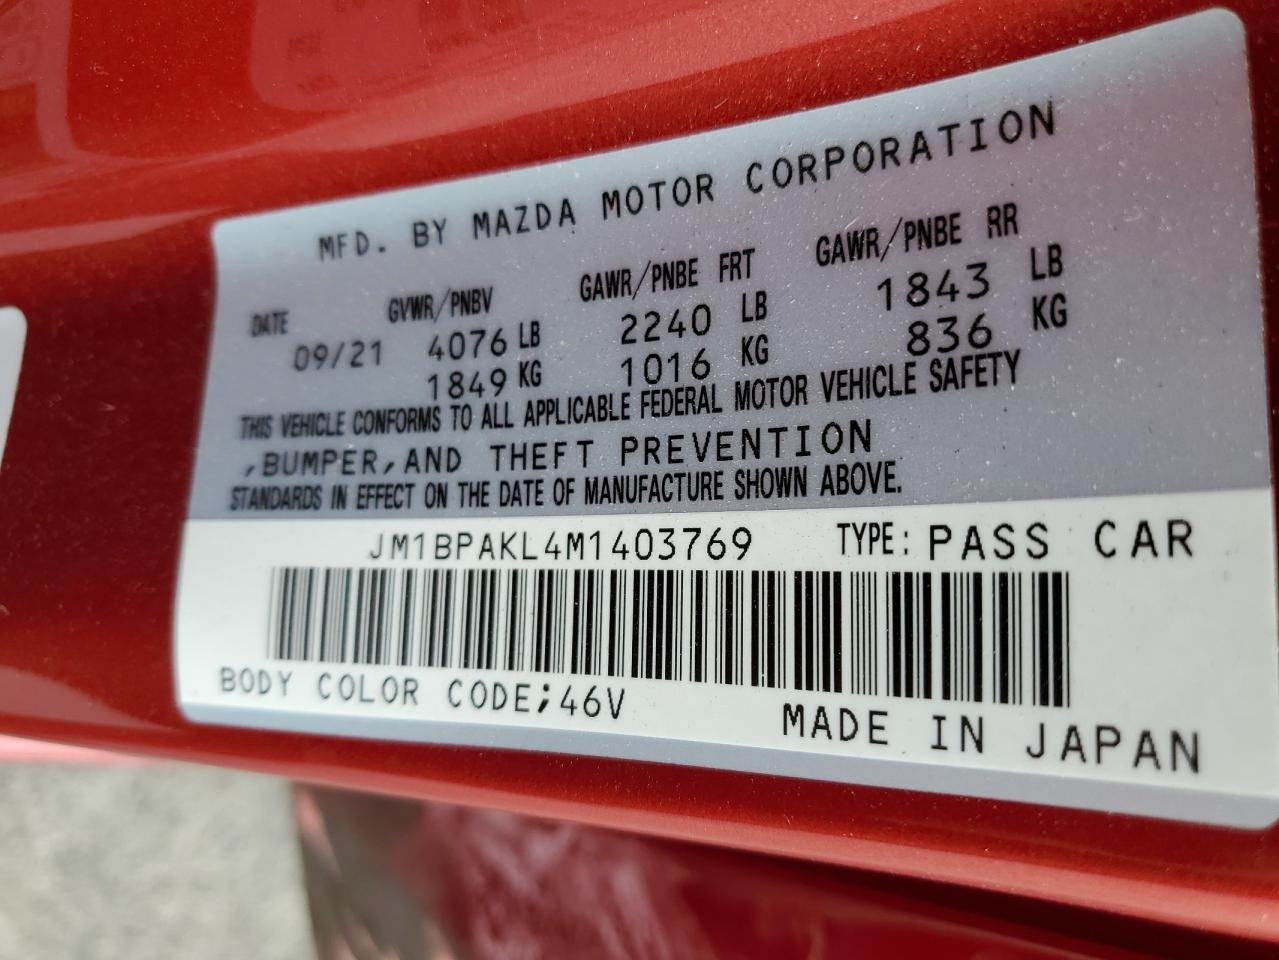 MFD. BY MAZDA MOTOR CORPORATION
DATE GVWR/PNBV GAWR/PNBE FRT GAWR/PNBE RR
09/21 4076 LB 2240 LB 1843 LB
1849 KG 1016 KG 836 KG
THIS VEHICLE CONFORMS TO ALL APPLICABLE FEDERAL MOTOR VEHICLE SAFETY
,BUMPER,AND THEFT PREVENTION
STANDARDS IN EFFECT ON THE DATE OF MANUFACTURE SHOWN ABOVE.
JM1BPAKL4M1403769 TYPE: PASS CAR
BODY COLOR CODE;46V
MADE IN JAPAN